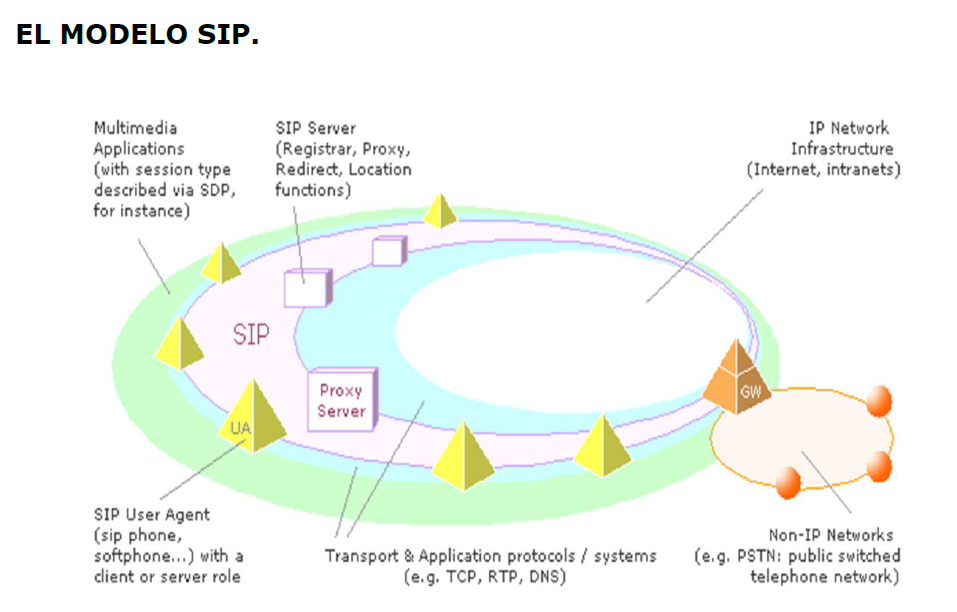 EL MODELO SIP.
Multimedia
Applications
(with session type
described via SDP,
for instance)
SIP Server
(Registrar, Proxy,
Redirect, Location
functions)
IP Network
Infrastructure
(Internet, intranets)
SIP
Proxy
Server
GW
UA
SIP User Agent
(sip phone,
softphone...) with a
client or server role
Transport & Application protocols / systems
(e.g. TCP, RTP, DNS)
Non-IP Networks
(e.g. PSTN: public switched
telephone network)